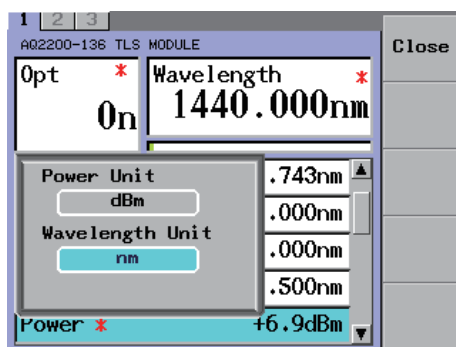 1 2 3
AQ2200-136 TLS MODULE
Close
Opt *
On
Wavelength *
1440.000nm
Power Unit
dBm
Wavelength Unit
nm
.743nm
.000nm
.000nm
.500nm
Power * +6.9dBm